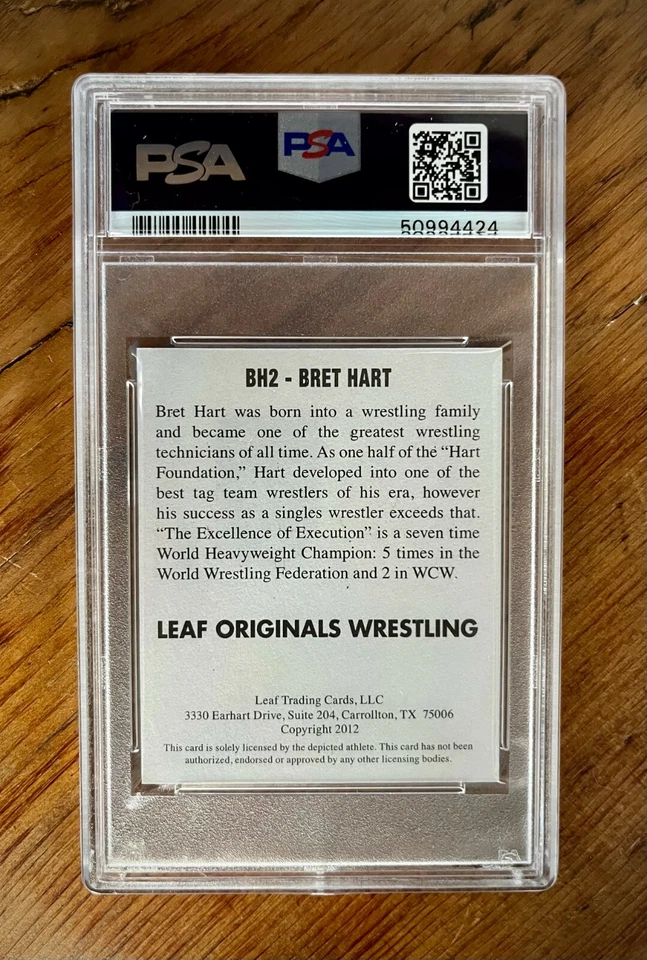 PSA PSA
50994424
BH2 - BRET HART
Bret Hart was born into a wrestling family
and became one of the greatest wrestling
technicians of all time. As one half of the “Hart
Foundation,” Hart developed into one of the
best tag team wrestlers of his era, however
his success as a singles wrestler exceeds that.
“The Excellence of Execution” is a seven time
World Heavyweight Champion: 5 times in the
World Wrestling Federation and 2 in WCW.
LEAF ORIGINALS WRESTLING
Leaf Trading Cards, LLC
3330 Earhart Drive, Suite 204, Carrollton, TX 75006
Copyright 2012
This card is solely licensed by the depicted athlete. This card has not been
authorized, endorsed or approved by any other licensing bodies.